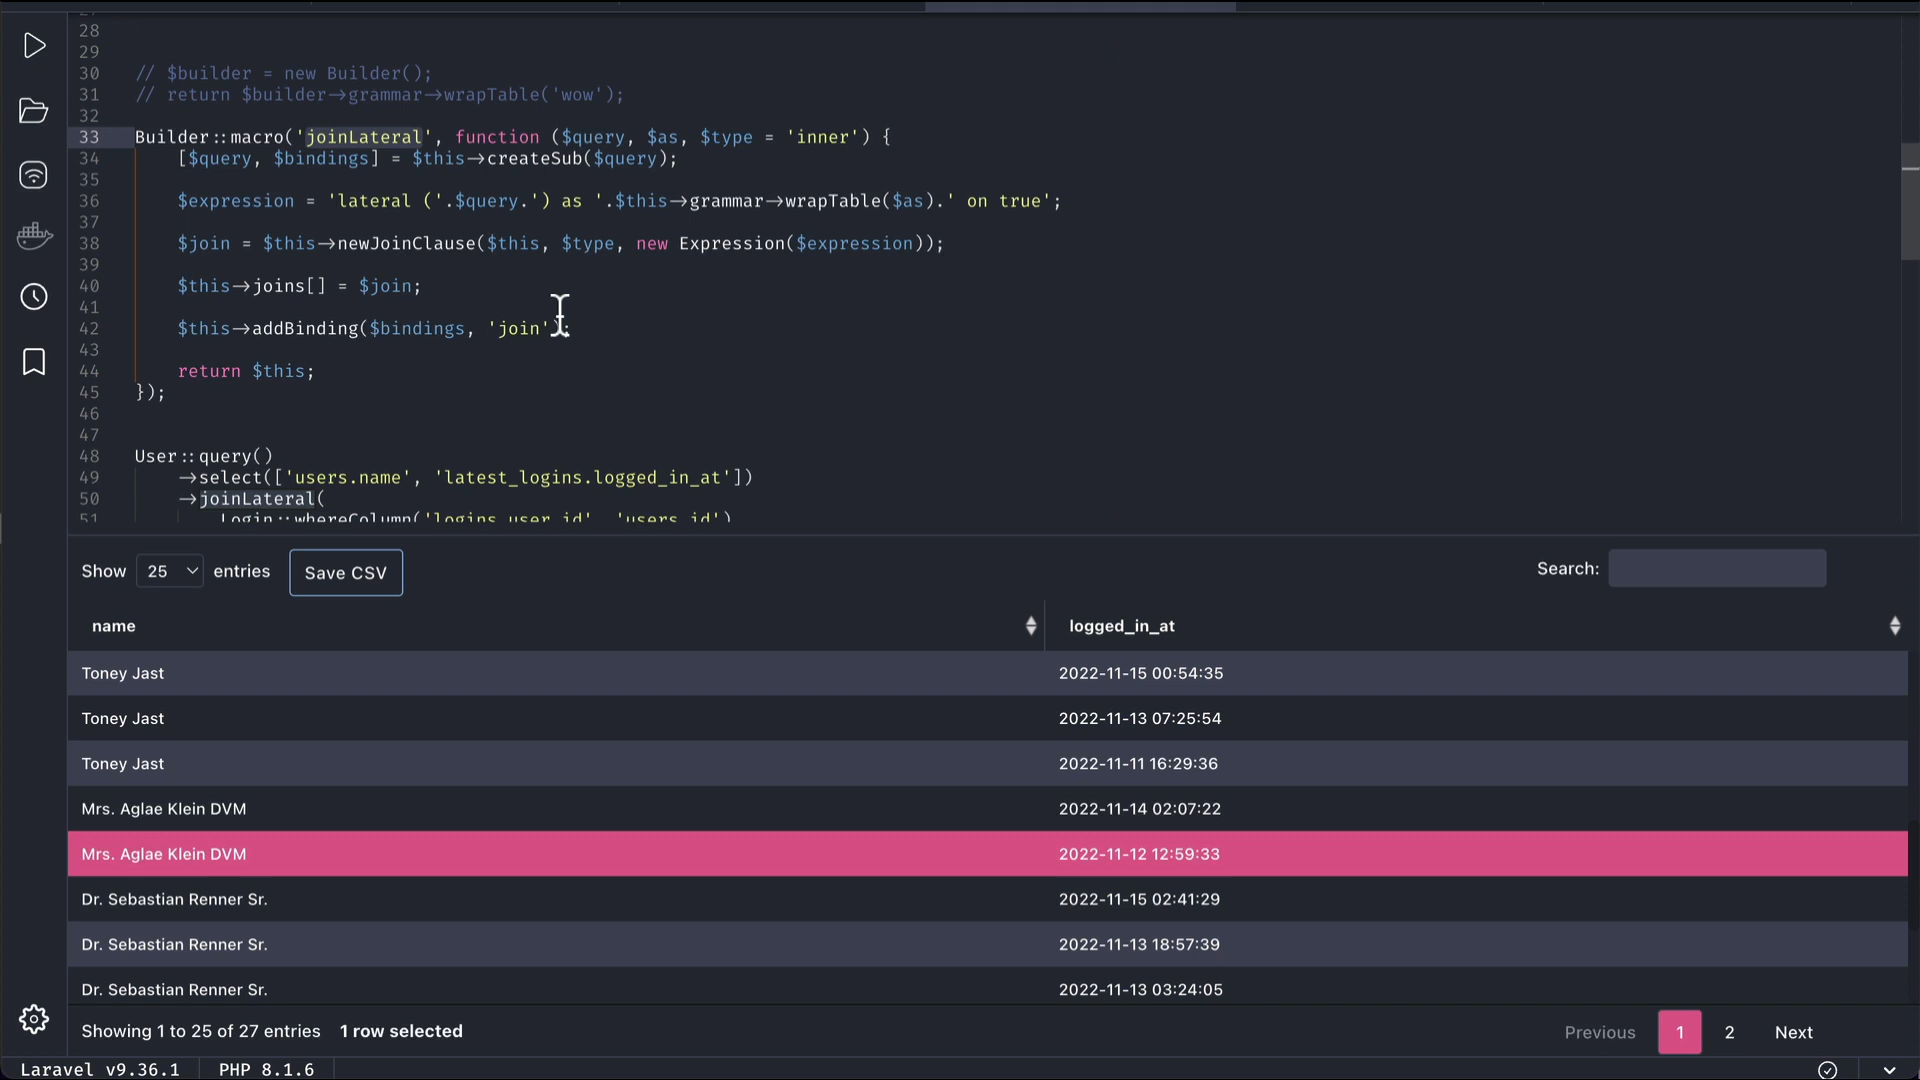 28
29
30 // $builder = new Builder();
31 // return $builder→grammar→wrapTable('wow');
32
33 Builder::macro('joinLateral', function ($query, $as, $type = 'inner') {
34 [$query, $bindings] = $this→createSub($query);
35
36 $expression = 'lateral ('.$query.') as '.$this→grammar→wrapTable($as).' on true';
37
38 $join = $this→newJoinClause($this, $type, new Expression($expression));
39
40 $this→joins[] = $join;
41
42 $this→addBinding($bindings, 'join');
43
44 return $this;
45 });
46
47
48 User::query()
49 →select(['users.name', 'latest_logins.logged_in_at'])
50 →joinLateral(
51 Login::whereColumn('logins.user_id', 'users.id')
Show 25 entries Save CSV Search:
name logged_in_at
Toney Jast 2022-11-15 00:54:35
Toney Jast 2022-11-13 07:25:54
Toney Jast 2022-11-11 16:29:36
Mrs. Aglae Klein DVM 2022-11-14 02:07:22
Mrs. Aglae Klein DVM 2022-11-12 12:59:33
Dr. Sebastian Renner Sr. 2022-11-15 02:41:29
Dr. Sebastian Renner Sr. 2022-11-13 18:57:39
Dr. Sebastian Renner Sr. 2022-11-13 03:24:05
Showing 1 to 25 of 27 entries 1 row selected Previous 1 2 Next
Laravel v9.36.1 PHP 8.1.6